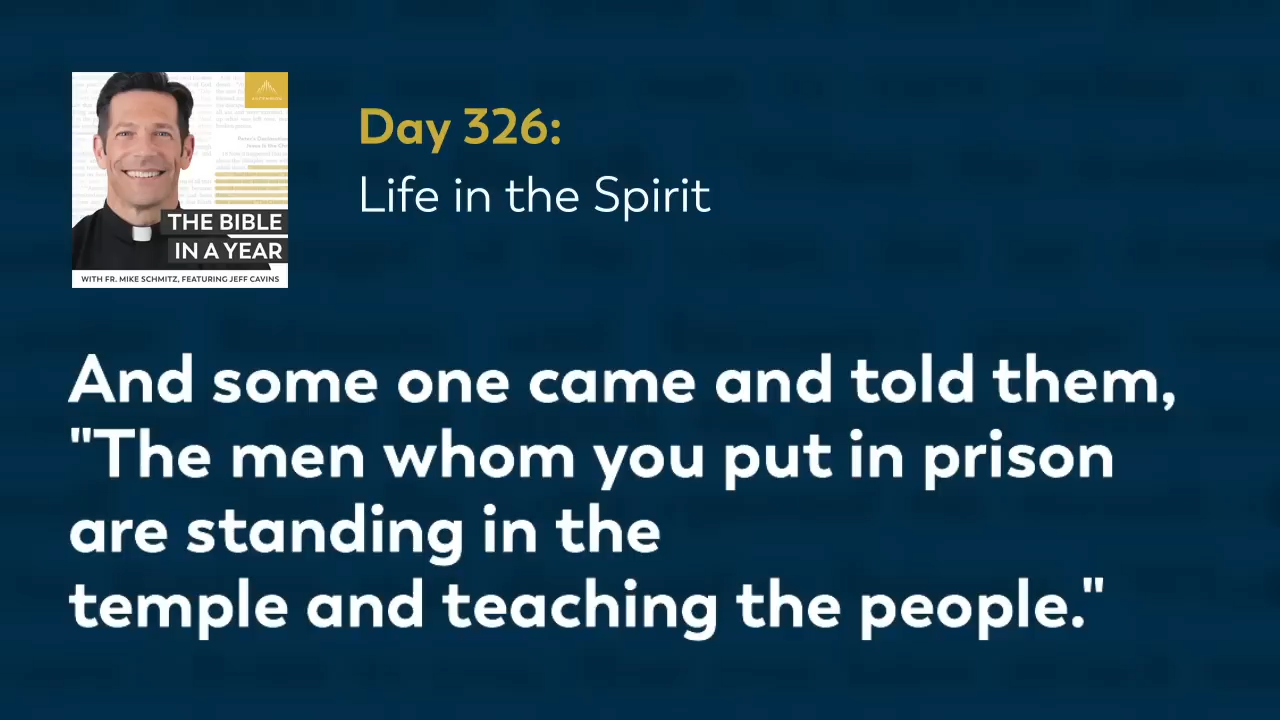 THE BIBLE
IN A YEAR
WITH FR. MIKE SCHMITZ, FEATURING JEFF CAVINS
Day 326:
Life in the Spirit
And some one came and told them,
"The men whom you put in prison
are standing in the
temple and teaching the people."